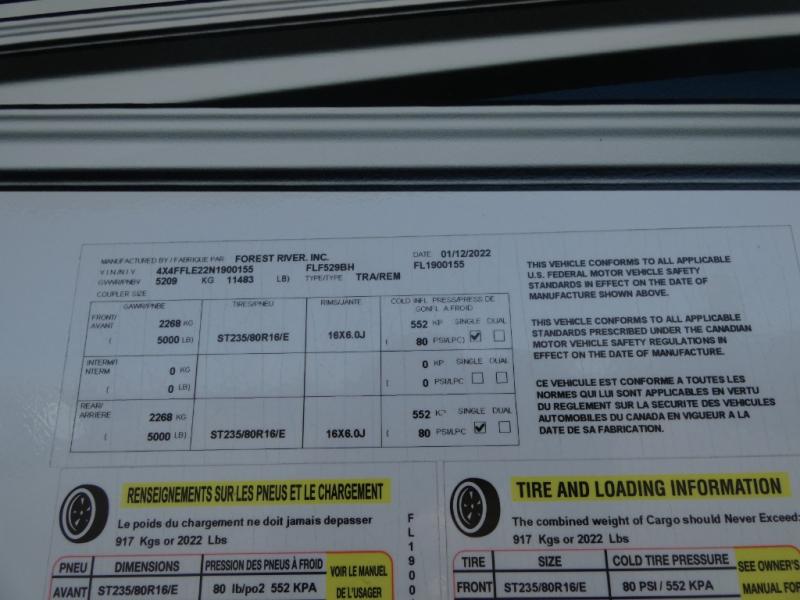 MANUFACTURED BY / FABRIQUE PAR FOREST RIVER, INC. DATE 01/12/2022
V.I.N./N.I.V. 4X4FFLE22N1900155 FLF529BH FL1900155
GVWR/PNBV 5209 KG 11483 LB) TYPE/TYPE TRA/REM
COUPLER SIZE
GAWR/PNBE TIRES/PNEU RIMS/JANTE COLD INFL. PRESS/PRESS DE GONFL. A FROID
FRONT/ AVANT 2268 KG 552 KP SINGLE DUAL
( 5000 LB) ST235/80R16/E 16X6.0J ( 80 PSI/LPC)
INTERM/ NTERM 0 KG 0 KP SINGLE DUAL
( 0 LB) ( 0 PSI/LPC
REAR/ ARRIERE 2268 KG 552 KP SINGLE DUAL
( 5000 LB) ST235/80R16/E 16X6.0J ( 80 PSI/LPC
THIS VEHICLE CONFORMS TO ALL APPLICABLE
U.S. FEDERAL MOTOR VEHICLE SAFETY
STANDARDS IN EFFECT ON THE DATE OF
MANUFACTURE SHOWN ABOVE.
THIS VEHICLE CONFORMS TO ALL APPLICABLE
STANDARDS PRESCRIBED UNDER THE CANADIAN
MOTOR VEHICLE SAFETY REGULATIONS IN
EFFECT ON THE DATE OF MANUFACTURE.
CE VEHICULE EST CONFORME A TOUTES LES
NORMES QUI LUI SONT APPLICABLES EN VERTU
DU REGLEMENT SUR LA SECURITE DES VEHICULES
AUTOMOBILES DU CANADA EN VIGUEUR A LA
DATE DE SA FABRICATION.
RENSEIGNEMENTS SUR LES PNEUS ET LE CHARGEMENT
Le poids du chargement ne doit jamais depasser
917 Kgs or 2022 Lbs
PNEU DIMENSIONS PRESSION DES PNEUS À FROID VOIR LE MANUEL
AVANT ST235/80R16/E 80 lb/po2 552 KPA DE L'USAGER
FL1900
TIRE AND LOADING INFORMATION
The combined weight of Cargo should Never Exceed:
917 Kgs or 2022 Lbs
TIRE SIZE COLD TIRE PRESSURE SEE OWNER'S
FRONT ST235/80R16/E 80 PSI / 552 KPA MANUAL FOR